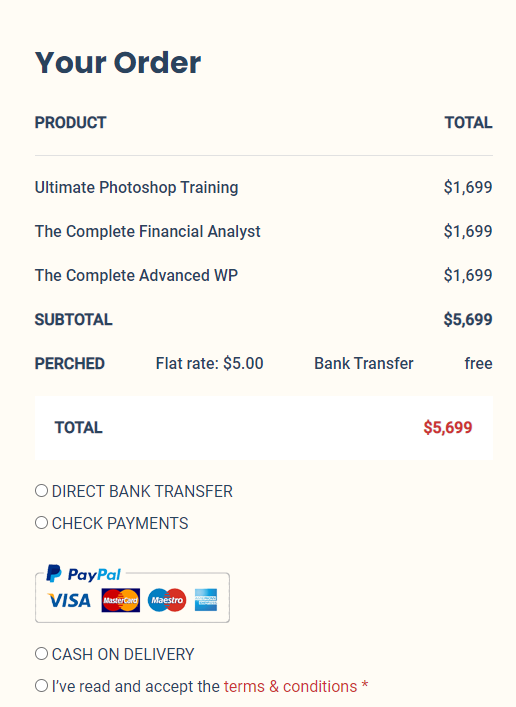 Your Order
PRODUCT TOTAL
Ultimate Photoshop Training $1,699
The Complete Financial Analyst $1,699
The Complete Advanced WP $1,699
SUBTOTAL $5,699
PERCHED Flat rate: $5.00 Bank Transfer free
TOTAL $5,699
DIRECT BANK TRANSFER
CHECK PAYMENTS
PayPal
VISA MasterCard Maestro
CASH ON DELIVERY
I’ve read and accept the terms & conditions *